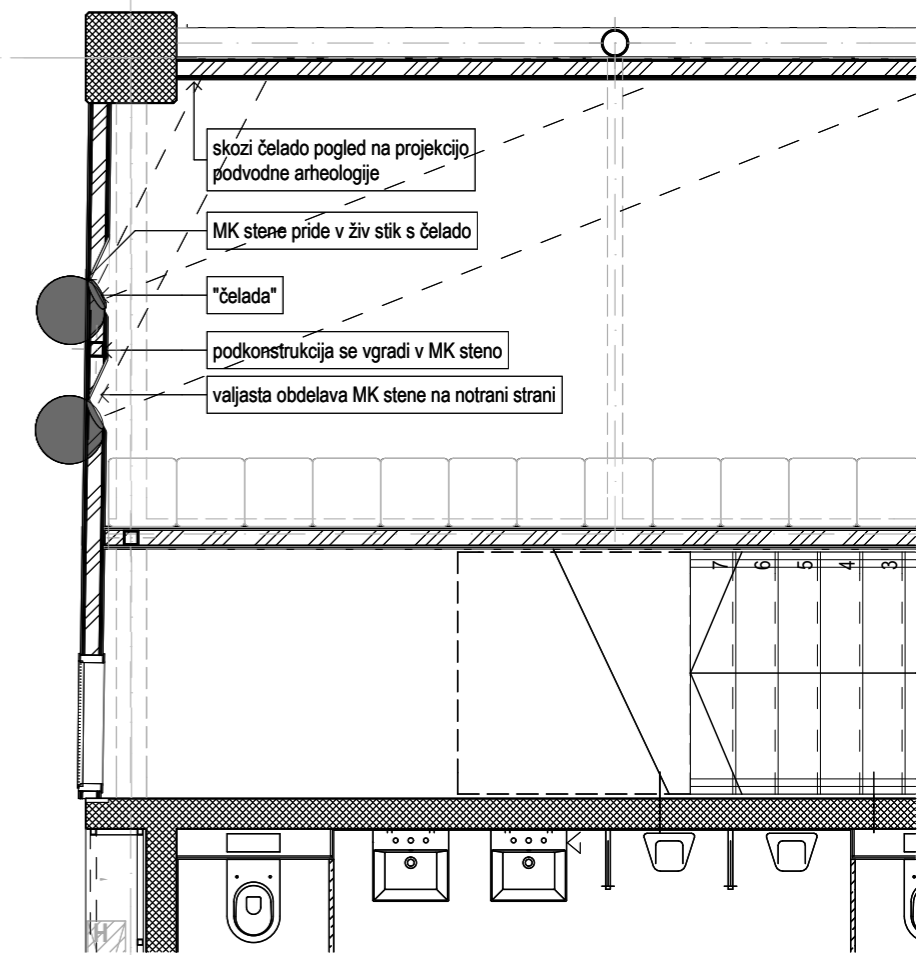 skozi čelado pogled na projekcijo
podvodne arheologije
MK stene pride v živ stik s čelado
"čelada"
podkonstrukcija se vgradi v MK steno
valjasta obdelava MK stene na notrani strani
7 6 5 4 3
H